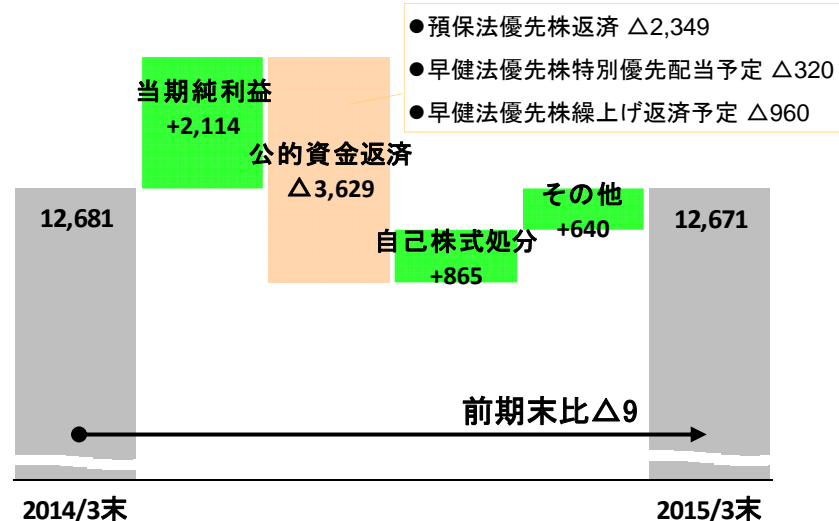 ●預保法優先株返済 △2,349
●早健法優先株特別優先配当予定 △320
●早健法優先株繰上げ返済予定 △960
当期純利益
+2,114
公的資金返済
△3,629
12,681
自己株式処分
+865
その他
+640
12,671
前期末比△9
2014/3末
2015/3末